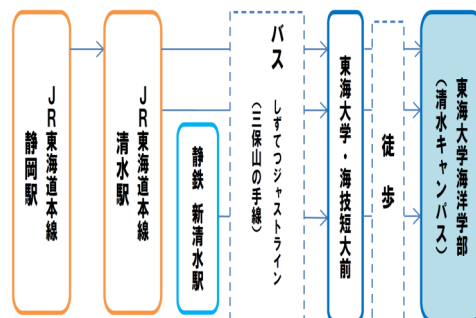 JR東海道本線
静岡駅
JR東海道本線
清水駅
静鉄 新清水駅
バス
しずてつジャストライン
(三保山の手線)
東海大学・海技短大前
徒歩
東海大学海洋学部
(清水キャンパス)